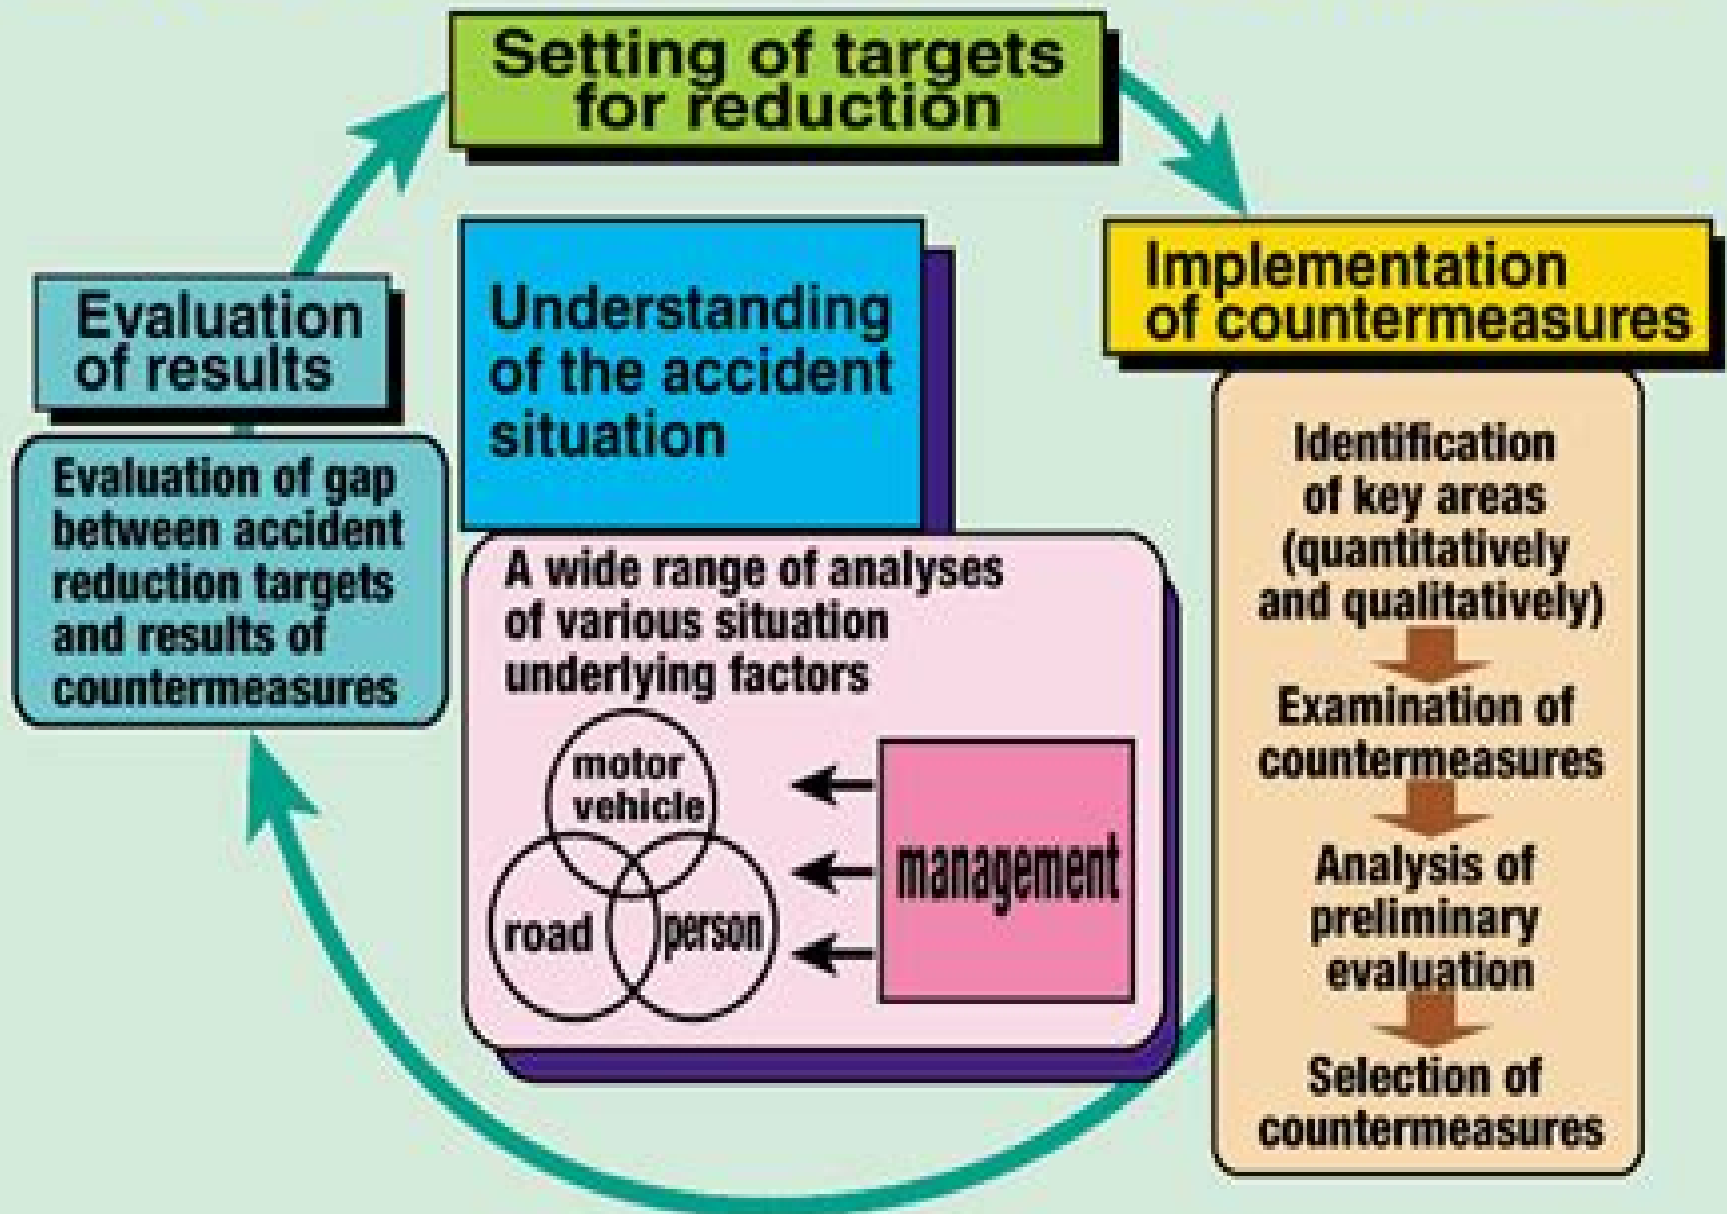 Setting of targets
for reduction
Evaluation
of results
Evaluation of gap
between accident
reduction targets
and results of
countermeasures
Understanding
of the accident
situation
A wide range of analyses
of various situation
underlying factors
motor
vehicle
road
person
management
Implementation
of countermeasures
Identification
of key areas
(quantitatively
and qualitatively)
Examination of
countermeasures
Analysis of
preliminary
evaluation
Selection of
countermeasures